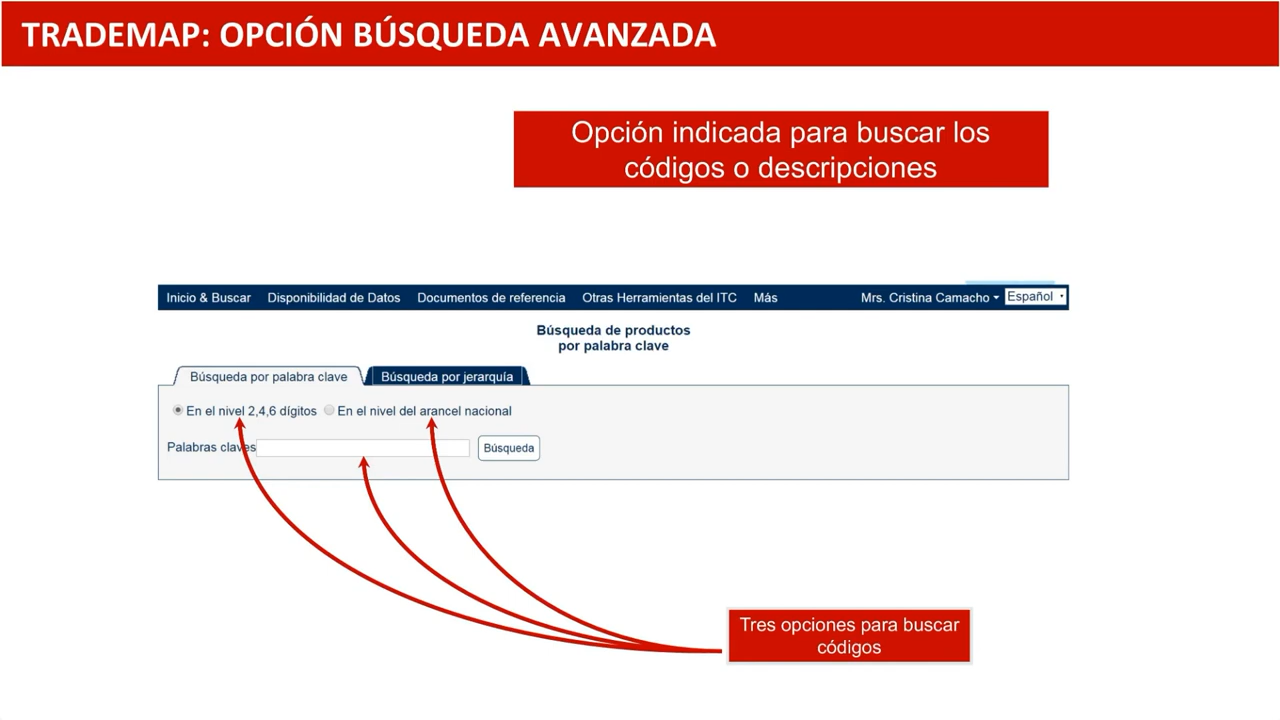 TRADEMAP: OPCIÓN BÚSQUEDA AVANZADA
Opción indicada para buscar los
códigos o descripciones
Inicio & Buscar Disponibilidad de Datos Documentos de referencia Otras Herramientas del ITC Más Mrs. Cristina Camacho Español
Búsqueda de productos
por palabra clave
Búsqueda por palabra clave Búsqueda por jerarquía
En el nivel 2,4,6 dígitos En el nivel del arancel nacional
Palabras claves Búsqueda
Tres opciones para buscar
códigos